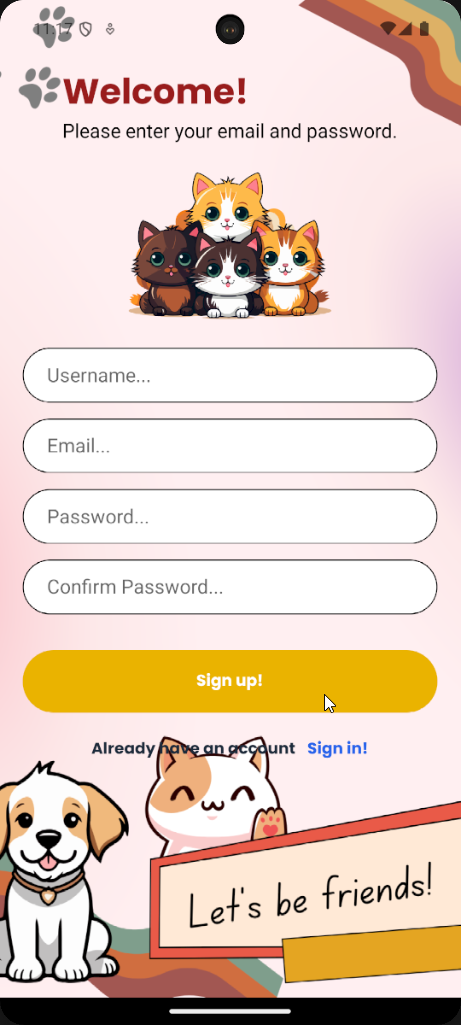 11:17
Welcome!
Please enter your email and password.
Username...
Email...
Password...
Confirm Password...
Sign up!
Already have an account Sign in!
Let's be friends!